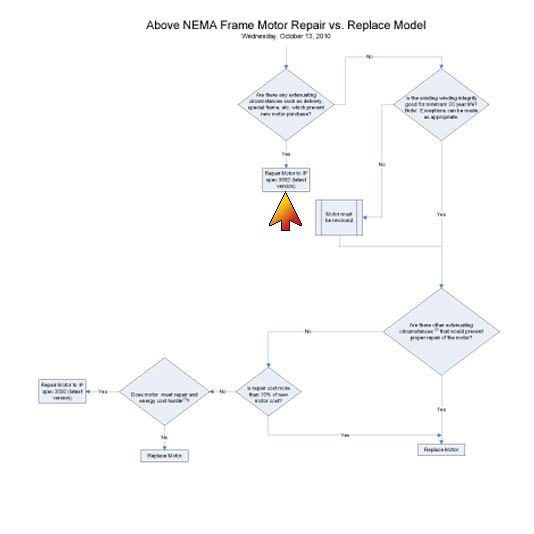 Above NEMA Frame Motor Repair vs. Replace Model
Wednesday, October 13, 2010
No
Are there any extenuating
circumstances such as delivery,
special frame, etc. which prevent
new motor purchase?
Is the existing winding integrity
good for minimum 20 year life?
Note: Exceptions can be made
as appropriate.
Yes
No
Repair Motor to IP
spec 3692 (latest
version)
Motor must
be rewound
Yes
Are there other extenuating
circumstances that would prevent
proper repair of the motor?
No
Repair Motor to IP
spec 3692 (latest
version)
Yes
Does motor meet repair and
energy cost hurdle
No
Is repair cost more
than 70% of new
motor cost?
Yes
No
Yes
Replace Motor
Replace Motor